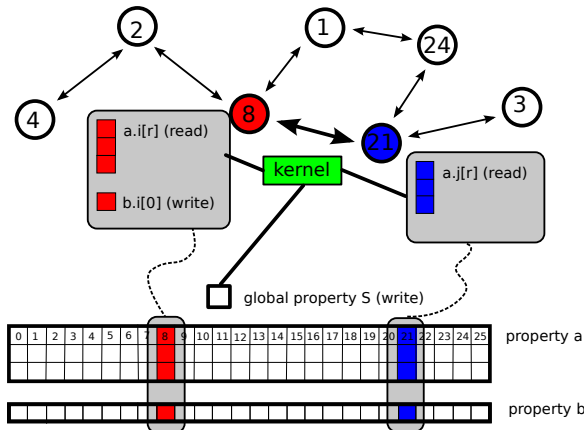 2
1
24
4
8
21
3
a.i[r] (read)
b.i[0] (write)
kernel
a.j[r] (read)
global property S (write)
0 1 2 3 4 5 6 7 8 9 10 11 12 13 14 15 16 17 18 19 20 21 22 23 24 25
property a
property b